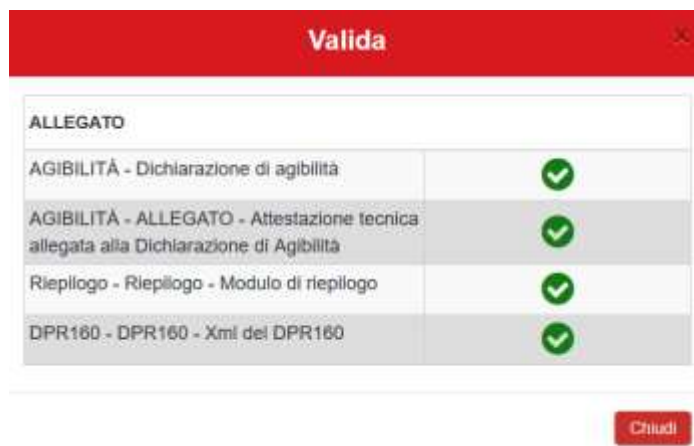 Valida
×
ALLEGATO
AGIBILITÀ - Dichiarazione di agibilità
AGIBILITÀ - ALLEGATO - Attestazione tecnica
allegata alla Dichiarazione di Agibilità
Riepilogo - Riepilogo - Modulo di riepilogo
DPR160 - DPR160 - Xml del DPR160
Chiudi